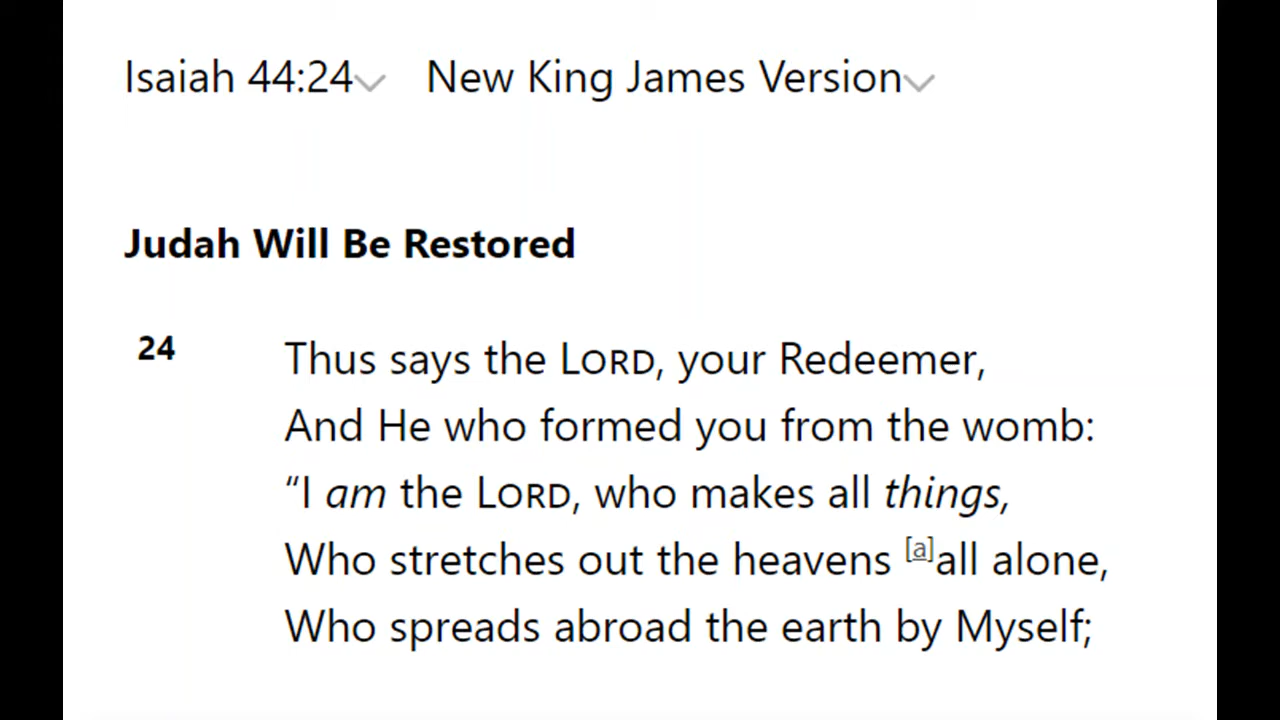 Isaiah 44:24 New King James Version
Judah Will Be Restored
24 Thus says the LORD, your Redeemer,
And He who formed you from the womb:
“I am the LORD, who makes all things,
Who stretches out the heavens [a]all alone,
Who spreads abroad the earth by Myself;